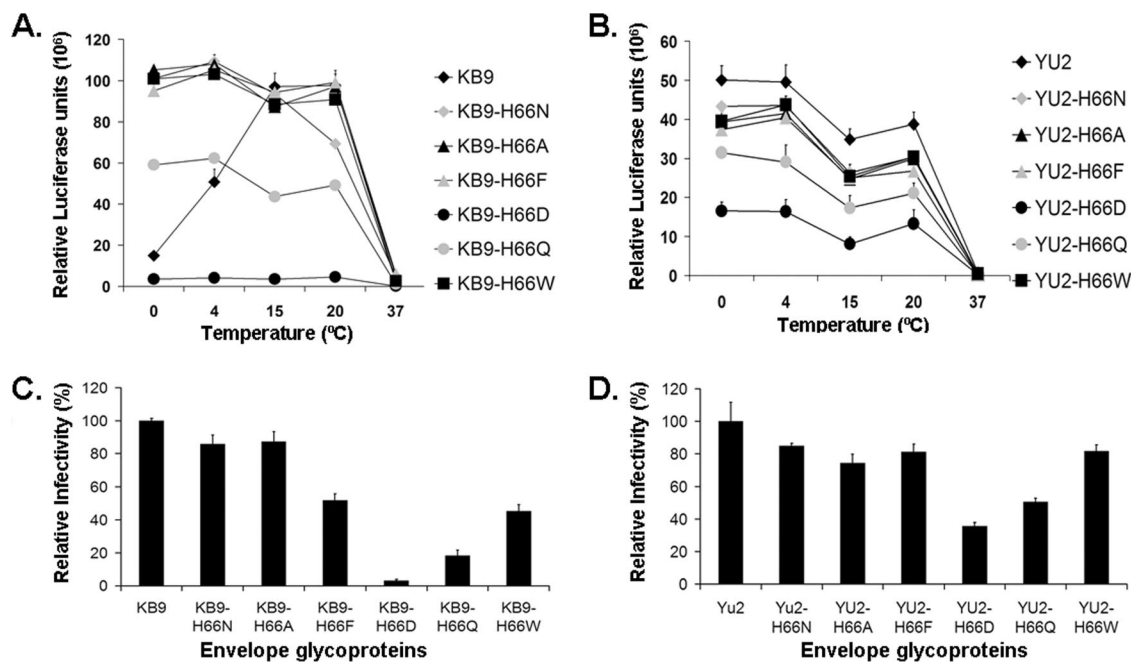 A.
Relative Luciferase units (10⁶)
120
100
80
60
40
20
0
0 4 15 20 37
Temperature (ºC)
KB9
KB9-H66N
KB9-H66A
KB9-H66F
KB9-H66D
KB9-H66Q
KB9-H66W
B.
Relative Luciferase units (10⁶)
60
50
40
30
20
10
0
0 4 15 20 37
Temperature (ºC)
YU2
YU2-H66N
YU2-H66A
YU2-H66F
YU2-H66D
YU2-H66Q
YU2-H66W
C.
Relative Infectivity (%)
120
100
80
60
40
20
0
KB9 KB9- KB9- KB9- KB9- KB9- KB9-
H66N H66A H66F H66D H66Q H66W
Envelope glycoproteins
D.
Relative Infectivity (%)
120
100
80
60
40
20
0
Yu2 Yu2- YU2- YU2- YU2- YU2- YU2-
H66N H66A H66F H66D H66Q H66W
Envelope glycoproteins